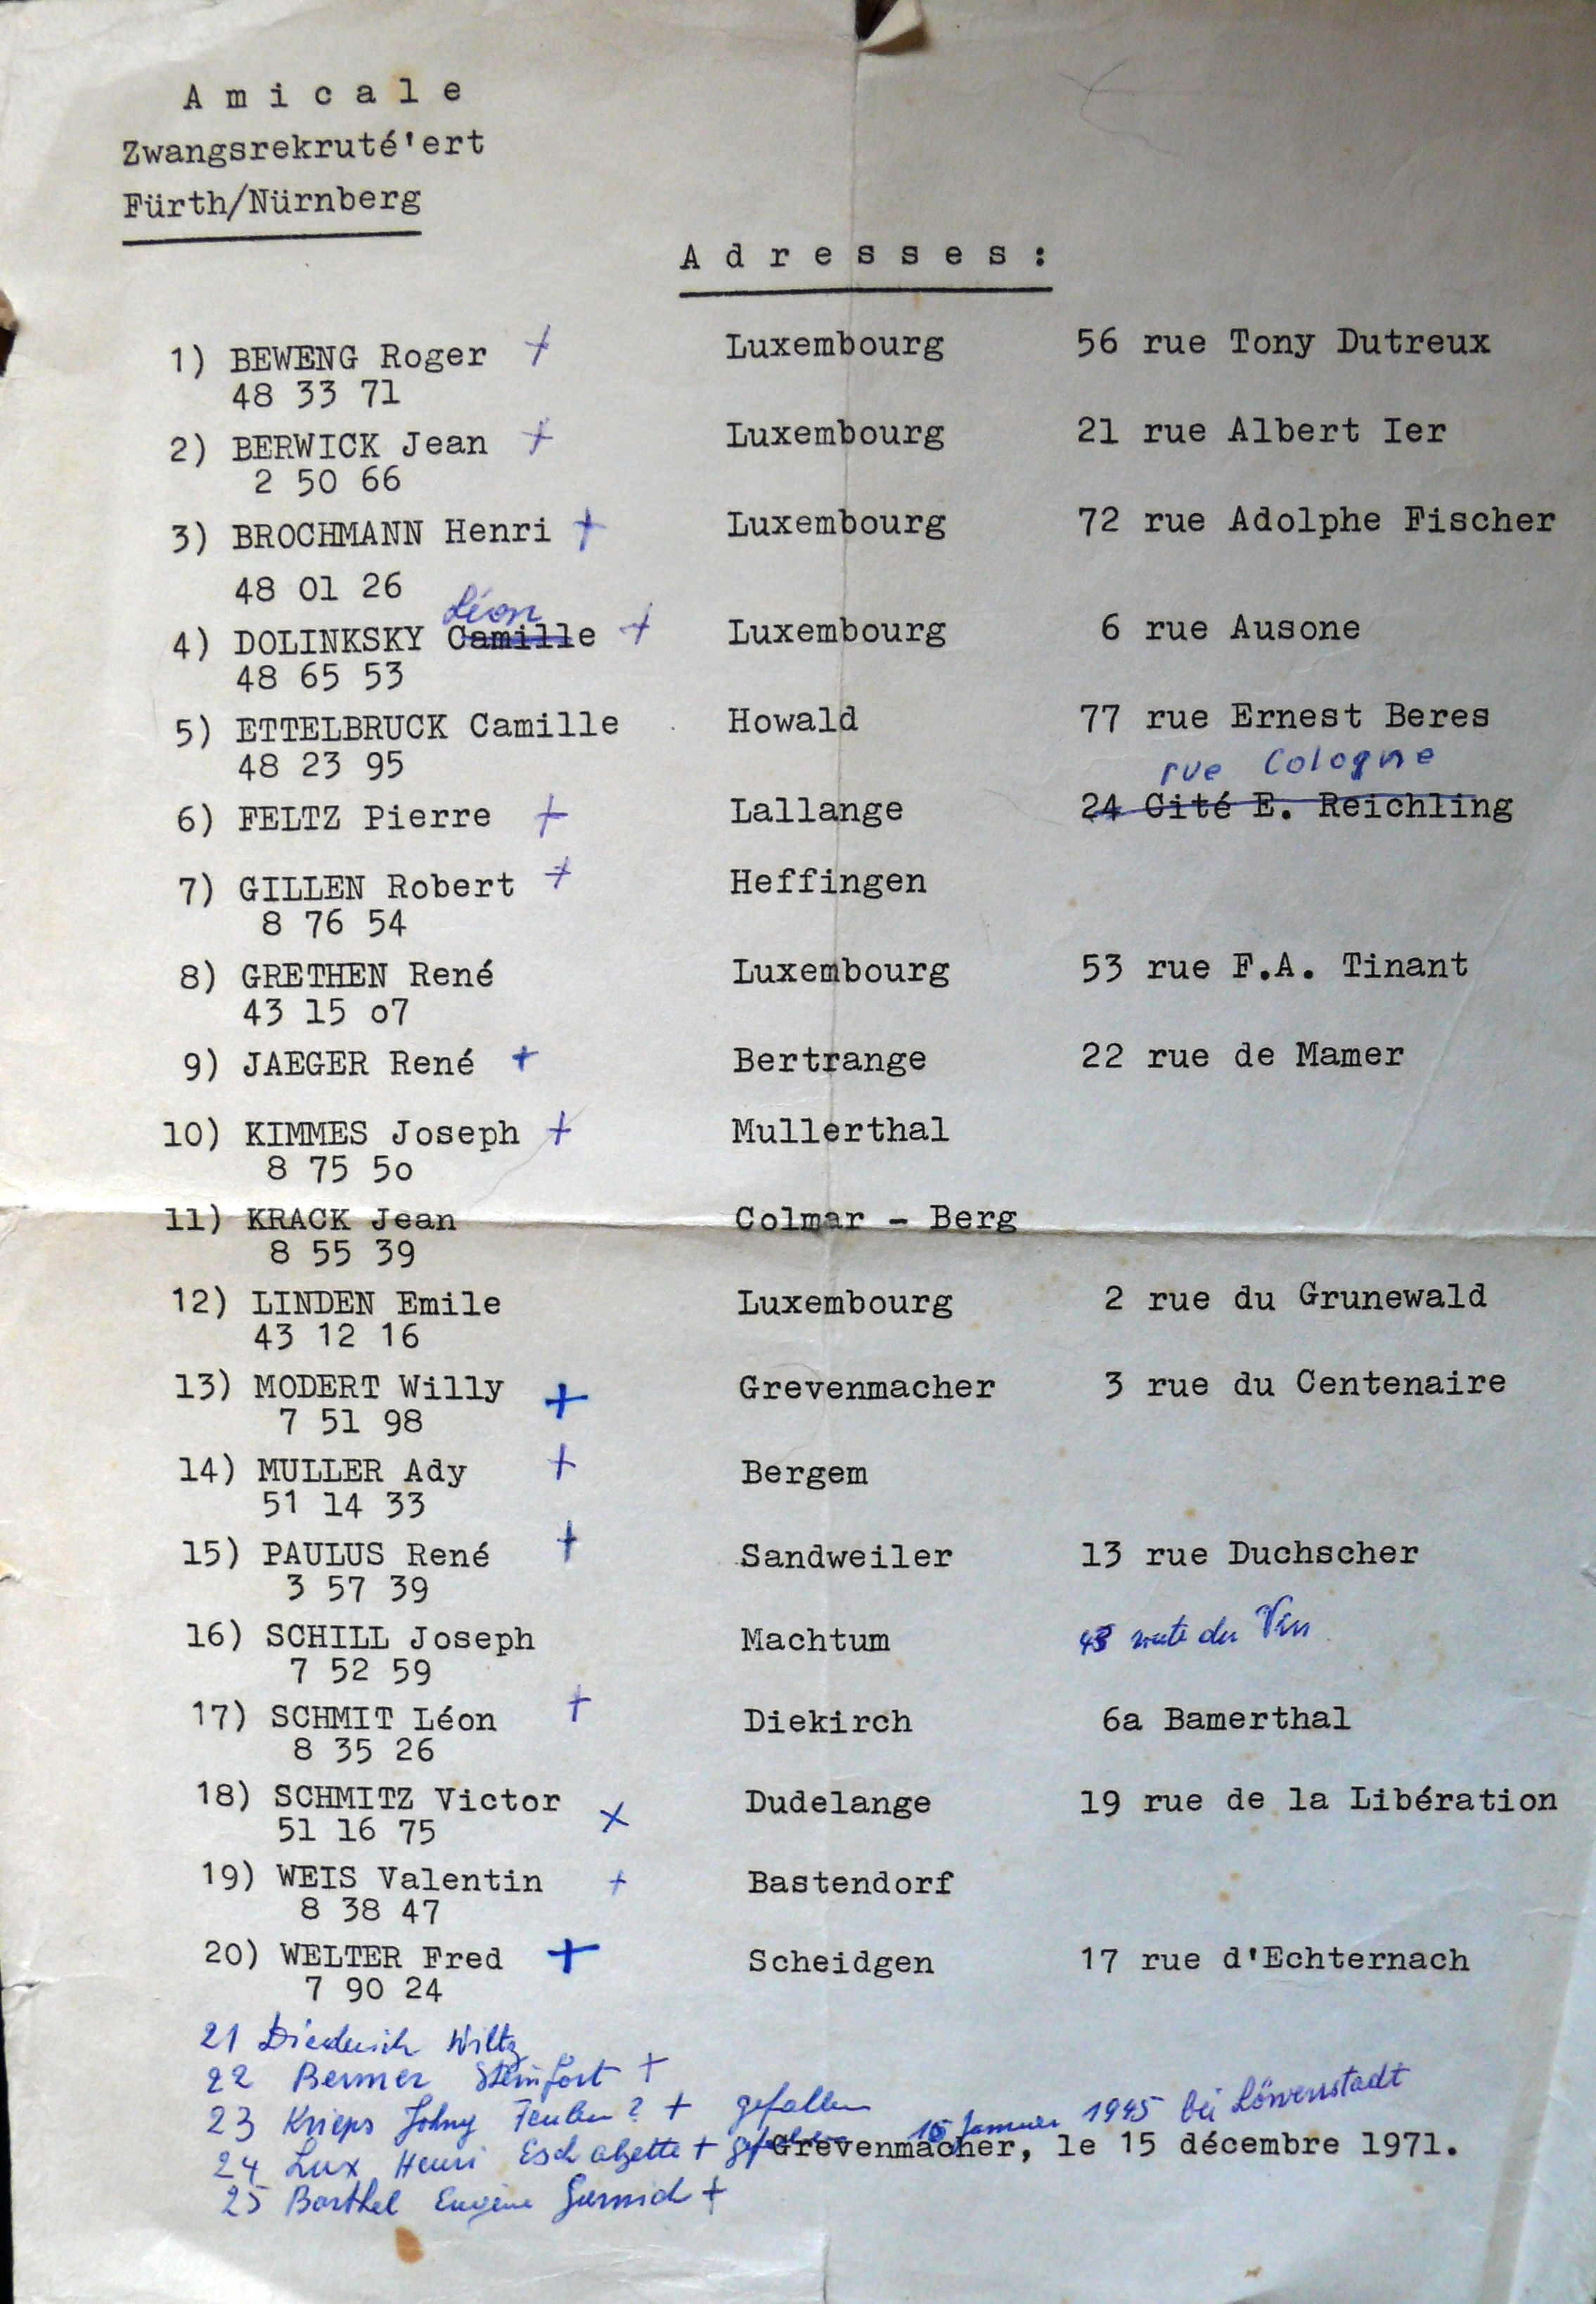 A m i c a l e
Zwangsrekruté'ert
Fürth/Nürnberg
A d r e s s e s :
1) BEWENG Roger + Luxembourg 56 rue Tony Dutreux
48 33 71
2) BERWICK Jean + Luxembourg 21 rue Albert Ier
2 50 66
3) BROCHMANN Henri + Luxembourg 72 rue Adolphe Fischer
48 01 26
Léon
4) DOLINKSKY Camille + Luxembourg 6 rue Ausone
48 65 53
5) ETTELBRUCK Camille Howald 77 rue Ernest Beres
48 23 95
rue Cologne
6) FELTZ Pierre + Lallange 24 Cité E. Reichling
7) GILLEN Robert + Heffingen
8 76 54
8) GRETHEN René Luxembourg 53 rue F.A. Tinant
43 15 o7
9) JAEGER René + Bertrange 22 rue de Mamer
10) KIMMES Joseph + Mullerthal
8 75 5o
11) KRACK Jean Colmar - Berg
8 55 39
12) LINDEN Emile Luxembourg 2 rue du Grunewald
43 12 16
13) MODERT Willy + Grevenmacher 3 rue du Centenaire
7 51 98
14) MULLER Ady + Bergem
51 14 33
15) PAULUS René + Sandweiler 13 rue Duchscher
3 57 39
16) SCHILL Joseph Machtum route du Vin
7 52 59
17) SCHMIT Léon + Diekirch 6a Bamerthal
8 35 26
18) SCHMITZ Victor x Dudelange 19 rue de la Libération
51 16 75
19) WEIS Valentin + Bastendorf
8 38 47
20) WELTER Fred + Scheidgen 17 rue d'Echternach
7 90 24
21 Diederich Wiltz
22 Bermer Steinfort +
23 Krieps Johny Feulen ? + gefallen
24 Lux Henri Esch alzette + gefallen 15 Januar 1945 bei Löwenstadt
Grevenmacher, le 15 décembre 1971.
25 Barthel Eugène Garnich +